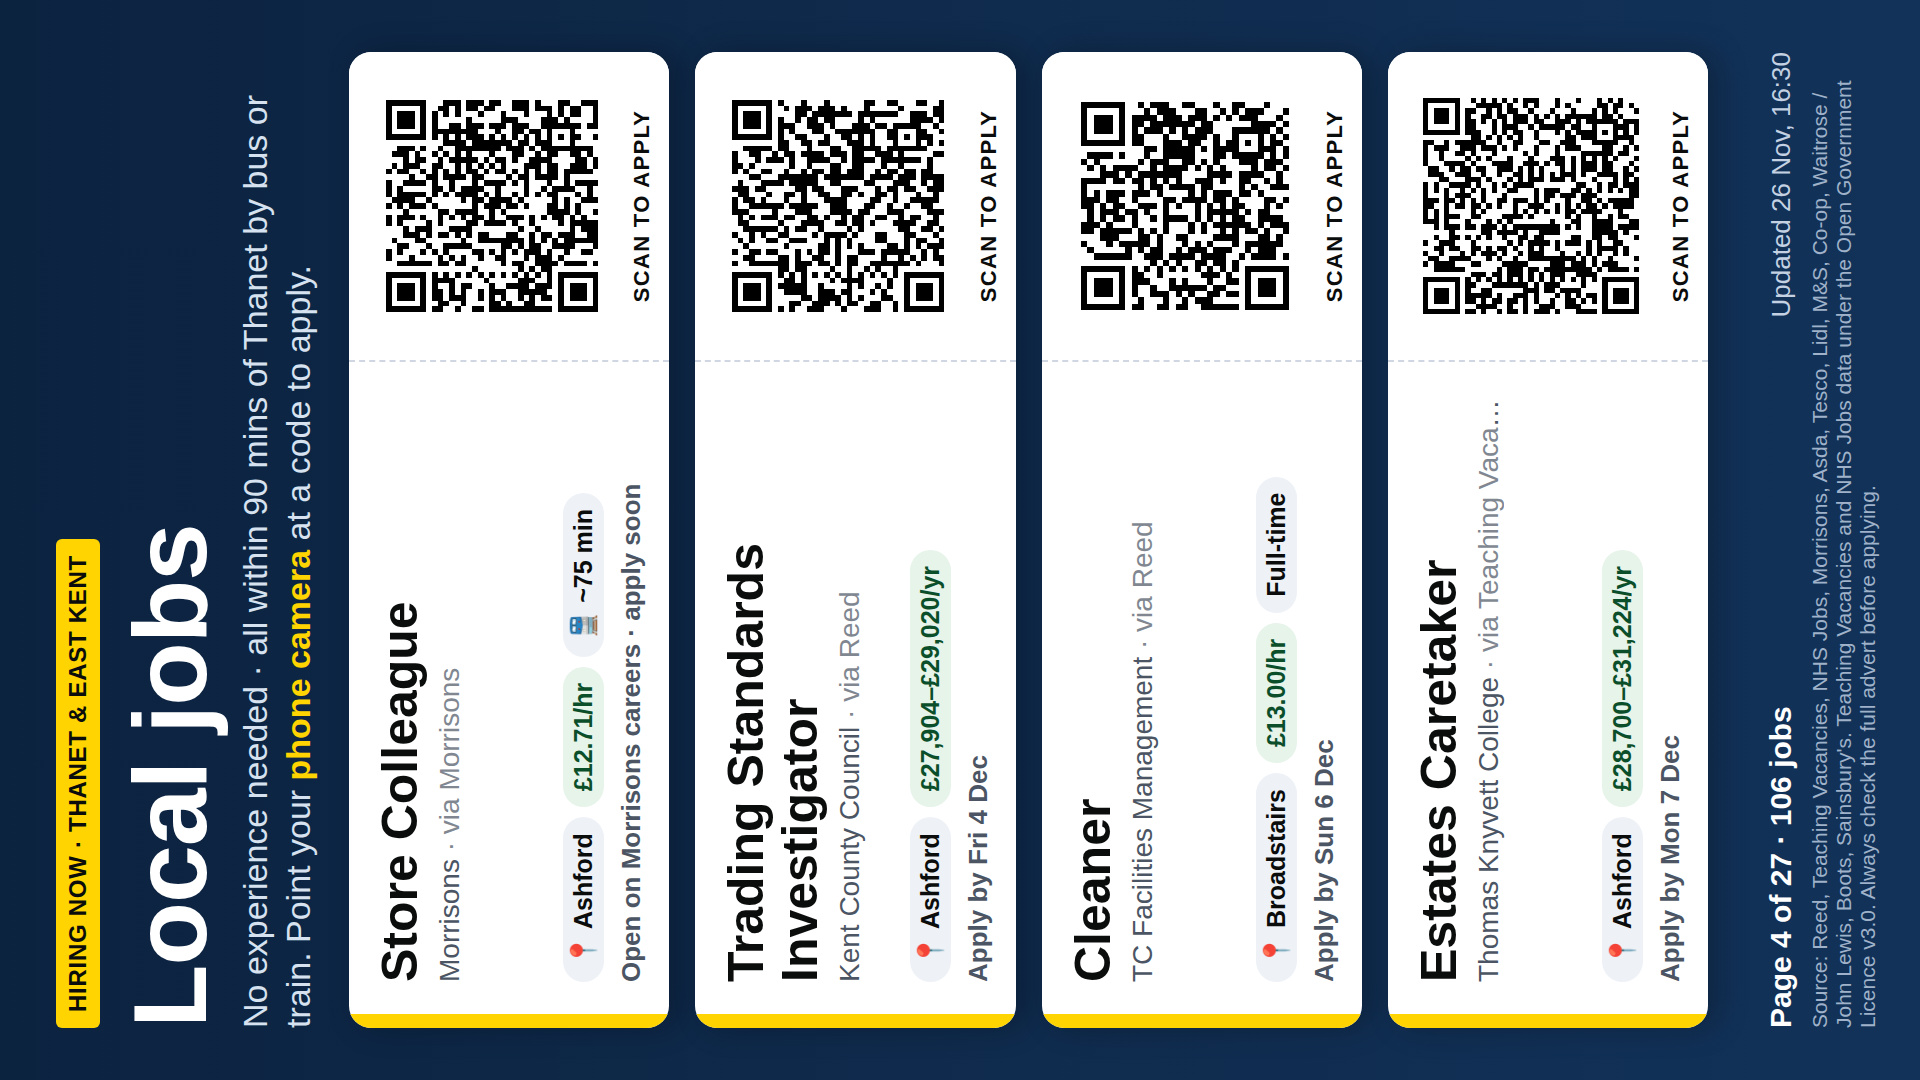 HIRING NOW · THANET & EAST KENT
Local jobs
No experience needed · all within 90 mins of Thanet by bus or
train. Point your phone camera at a code to apply.
Store Colleague
Morrisons · via Morrisons
📍 Ashford
£12.71/hr
🚆 ~75 min
Open on Morrisons careers · apply soon
SCAN TO APPLY
Trading Standards
Investigator
Kent County Council · via Reed
📍 Ashford
£27,904–£29,020/yr
Apply by Fri 4 Dec
SCAN TO APPLY
Cleaner
TC Facilities Management · via Reed
📍 Broadstairs
£13.00/hr
Full-time
Apply by Sun 6 Dec
SCAN TO APPLY
Estates Caretaker
Thomas Knyvett College · via Teaching Vaca…
📍 Ashford
£28,700–£31,224/yr
Apply by Mon 7 Dec
SCAN TO APPLY
Page 4 of 27 · 106 jobs
Updated 26 Nov, 16:30
Source: Reed, Teaching Vacancies, NHS Jobs, Morrisons, Asda, Tesco, Lidl, M&S, Co-op, Waitrose /
John Lewis, Boots, Sainsbury's. Teaching Vacancies and NHS Jobs data under the Open Government
Licence v3.0. Always check the full advert before applying.